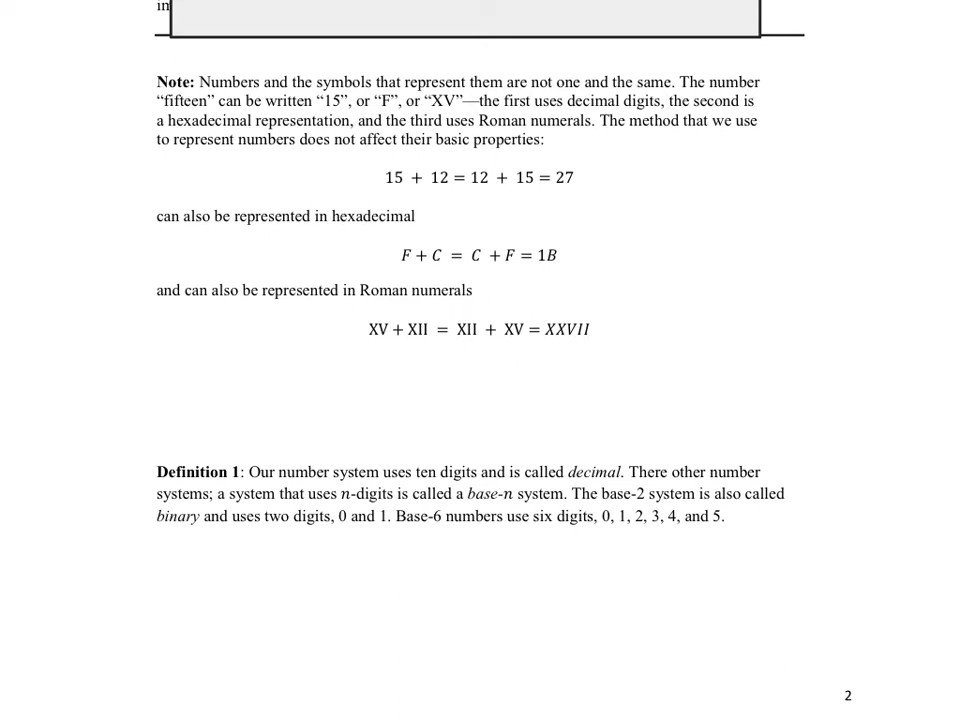 in
Note: Numbers and the symbols that represent them are not one and the same. The number
“fifteen” can be written “15”, or “F”, or “XV”—the first uses decimal digits, the second is
a hexadecimal representation, and the third uses Roman numerals. The method that we use
to represent numbers does not affect their basic properties:
15 + 12 = 12 + 15 = 27
can also be represented in hexadecimal
F + C = C + F = 1B
and can also be represented in Roman numerals
XV + XII = XII + XV = XXVII
Definition 1: Our number system uses ten digits and is called decimal. There other number
systems; a system that uses n-digits is called a base-n system. The base-2 system is also called
binary and uses two digits, 0 and 1. Base-6 numbers use six digits, 0, 1, 2, 3, 4, and 5.
2